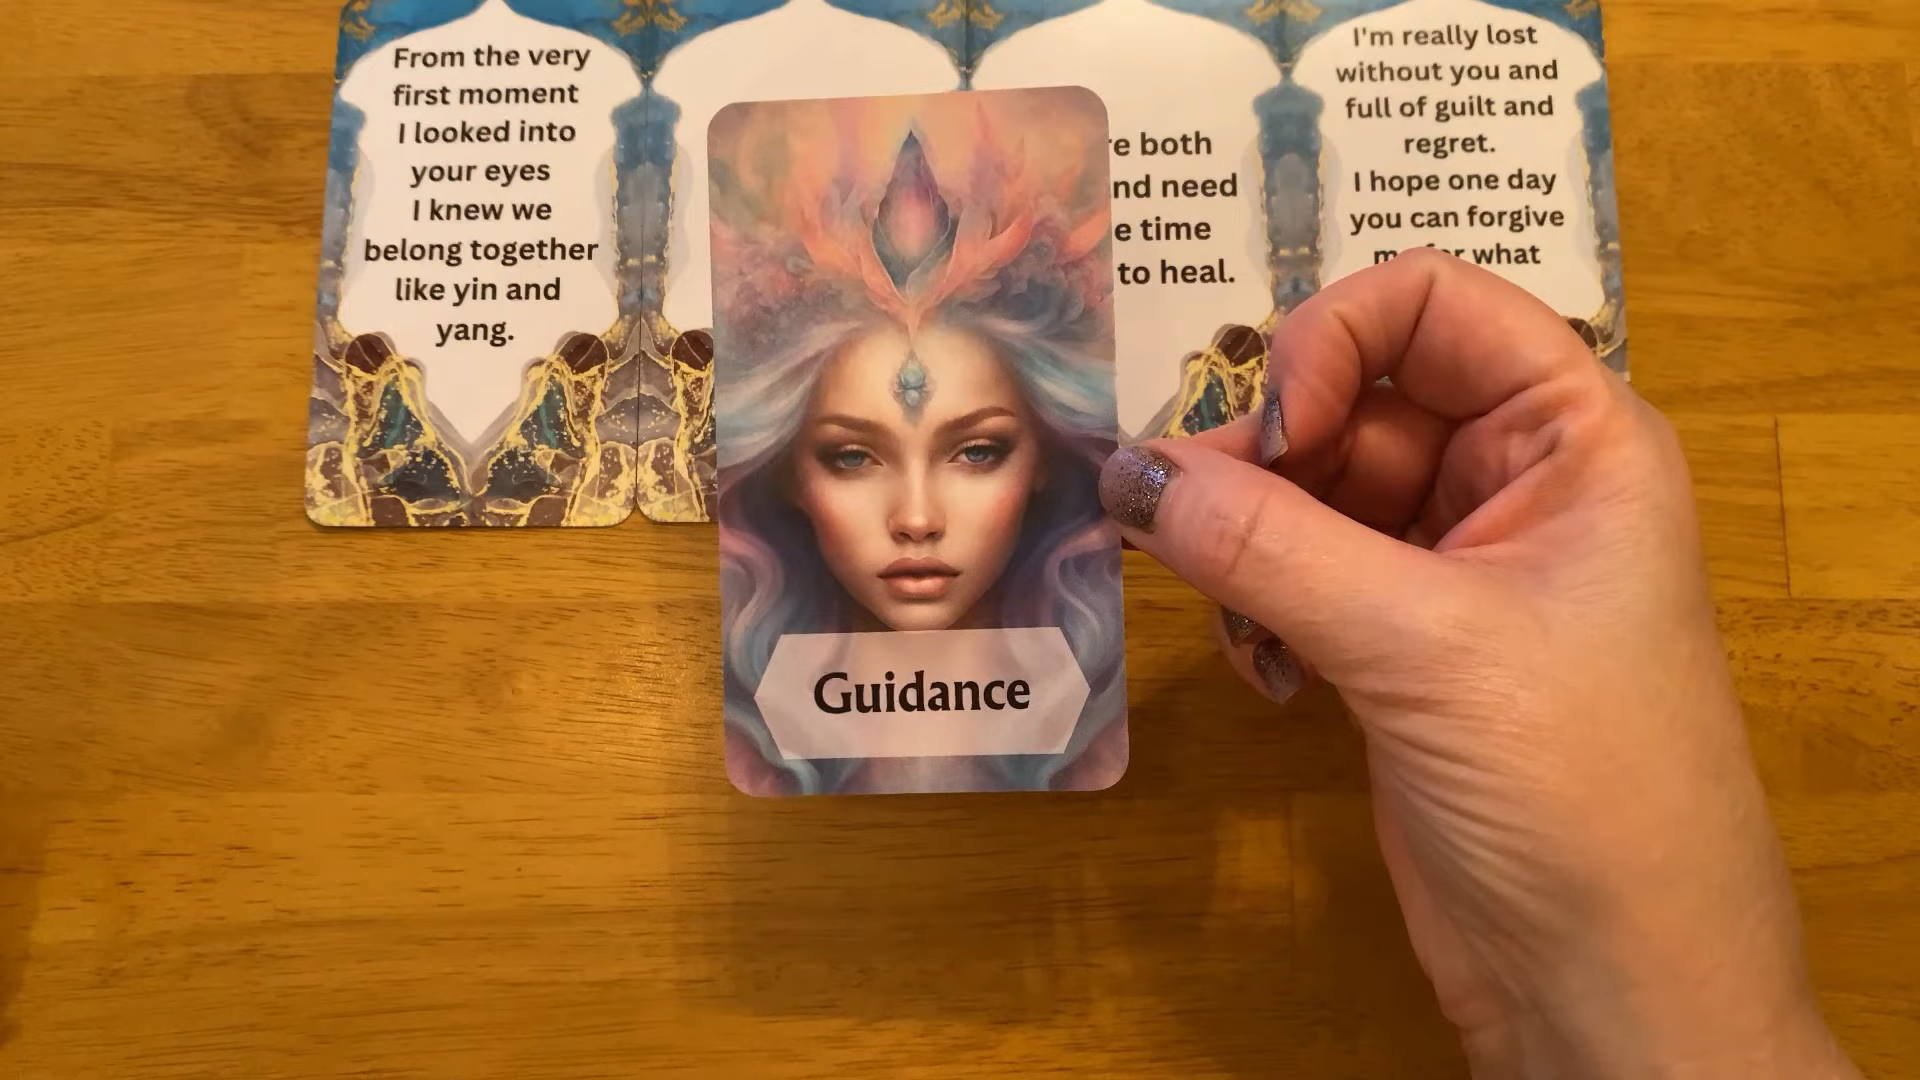 From the very
first moment
I looked into
your eyes
I knew we
belong together
like yin and
yang.
both
need
time
to heal.
I'm really lost
without you and
full of guilt and
regret.
I hope one day
you can forgive
what
Guidance